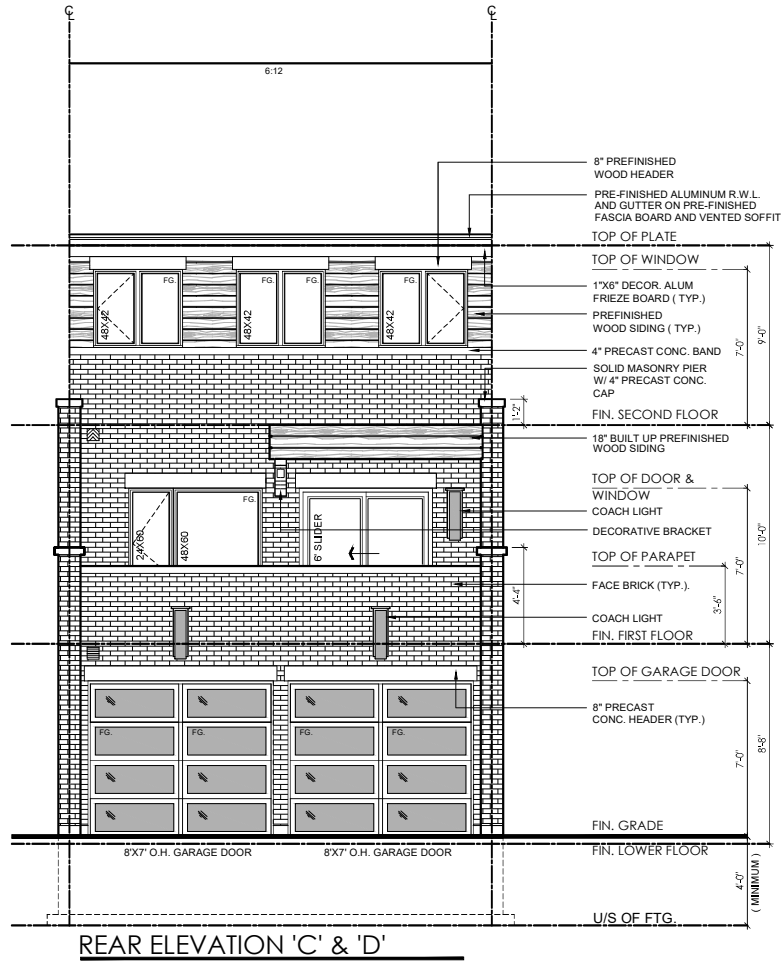 ℄
℄
6:12
8" PREFINISHED
WOOD HEADER
PRE-FINISHED ALUMINUM R.W.L.
AND GUTTER ON PRE-FINISHED
FASCIA BOARD AND VENTED SOFFIT
TOP OF PLATE
TOP OF WINDOW
FG.
FG.
FG.
FG.
48X42
48X42
48X42
1"X6" DECOR. ALUM
FRIEZE BOARD ( TYP.)
PREFINISHED
WOOD SIDING ( TYP.)
7'-0"
9'-0"
4" PRECAST CONC. BAND
SOLID MASONRY PIER
W/ 4" PRECAST CONC.
CAP
1'-2"
FIN. SECOND FLOOR
18" BUILT UP PREFINISHED
WOOD SIDING
TOP OF DOOR &
WINDOW
FG.
24X60
48X60
6' SLIDER
COACH LIGHT
DECORATIVE BRACKET
7'-0"
10'-0"
TOP OF PARAPET
4'-4"
FACE BRICK (TYP.).
3'-6"
COACH LIGHT
FIN. FIRST FLOOR
TOP OF GARAGE DOOR
8" PRECAST
CONC. HEADER (TYP.)
FG.
FG.
FG.
FG.
7'-0"
8'-8"
FIN. GRADE
8'X7' O.H. GARAGE DOOR
8'X7' O.H. GARAGE DOOR
FIN. LOWER FLOOR
4'-0"
( MINIMUM )
U/S OF FTG.
REAR ELEVATION 'C' & 'D'